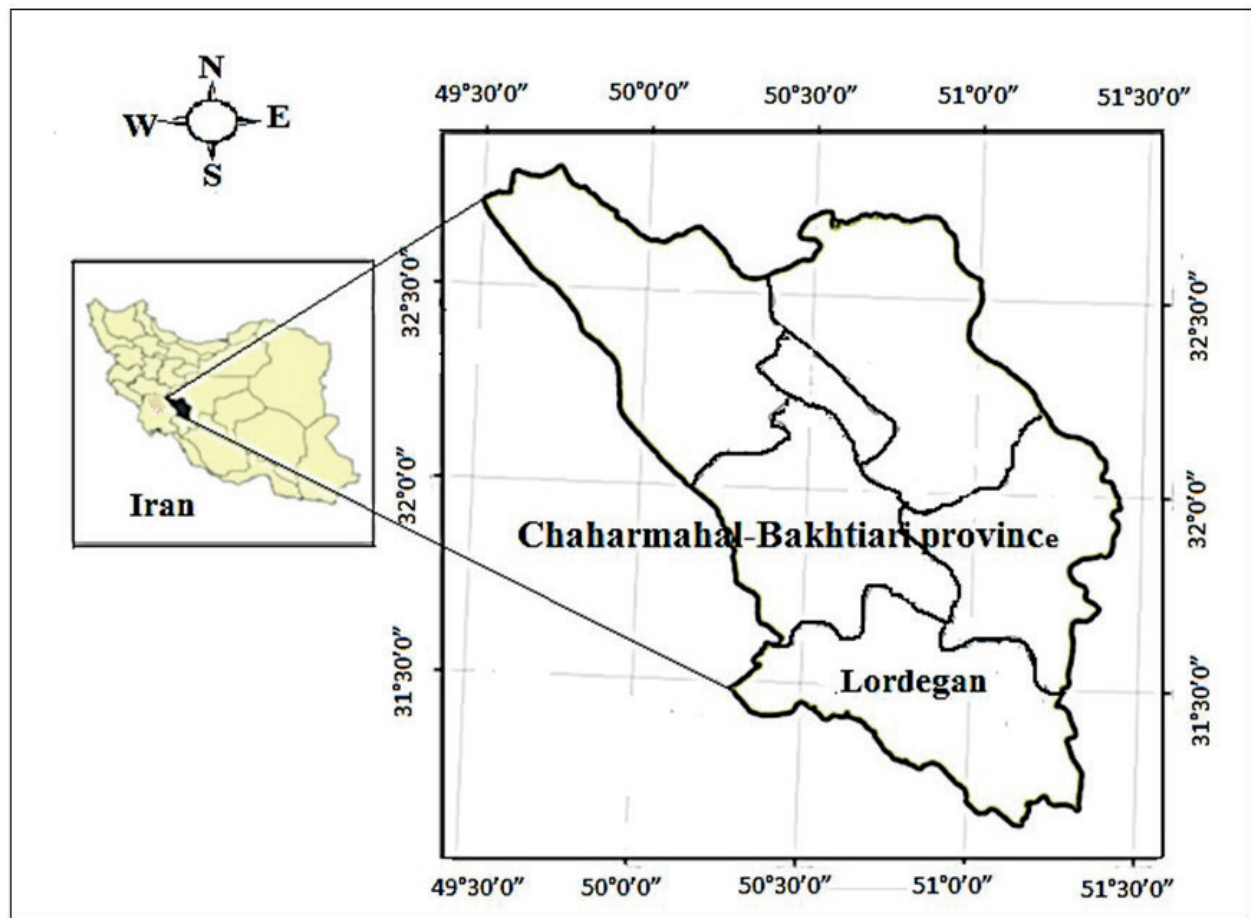 N
W E
S
49°30′0″ 50°0′0″ 50°30′0″ 51°0′0″ 51°30′0″
32°30′0″
32°0′0″
31°30′0″
Iran
Chaharmahal-Bakhtiari province
Lordegan
32°30′0″
32°0′0″
31°30′0″
49°30′0″ 50°0′0″ 50°30′0″ 51°0′0″ 51°30′0″